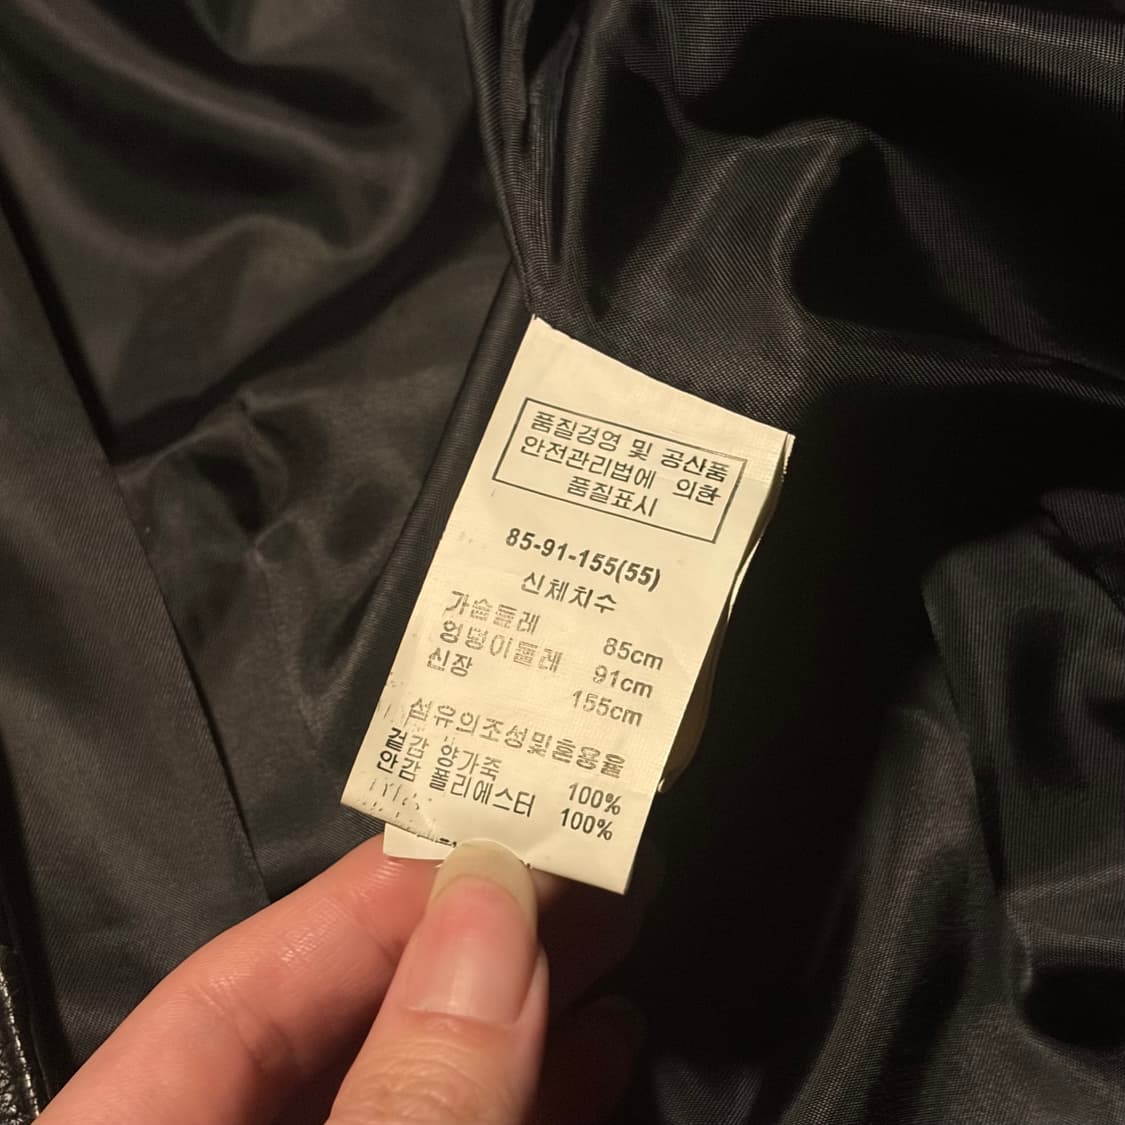 품질경영 및 공산품
안전관리법에 의한
품질표시
85-91-155(55)
신체치수
가슴둘레 85cm
엉덩이둘레 91cm
신장 155cm
섬유의조성및혼용율
겉감 양가죽 100%
안감 폴리에스터 100%